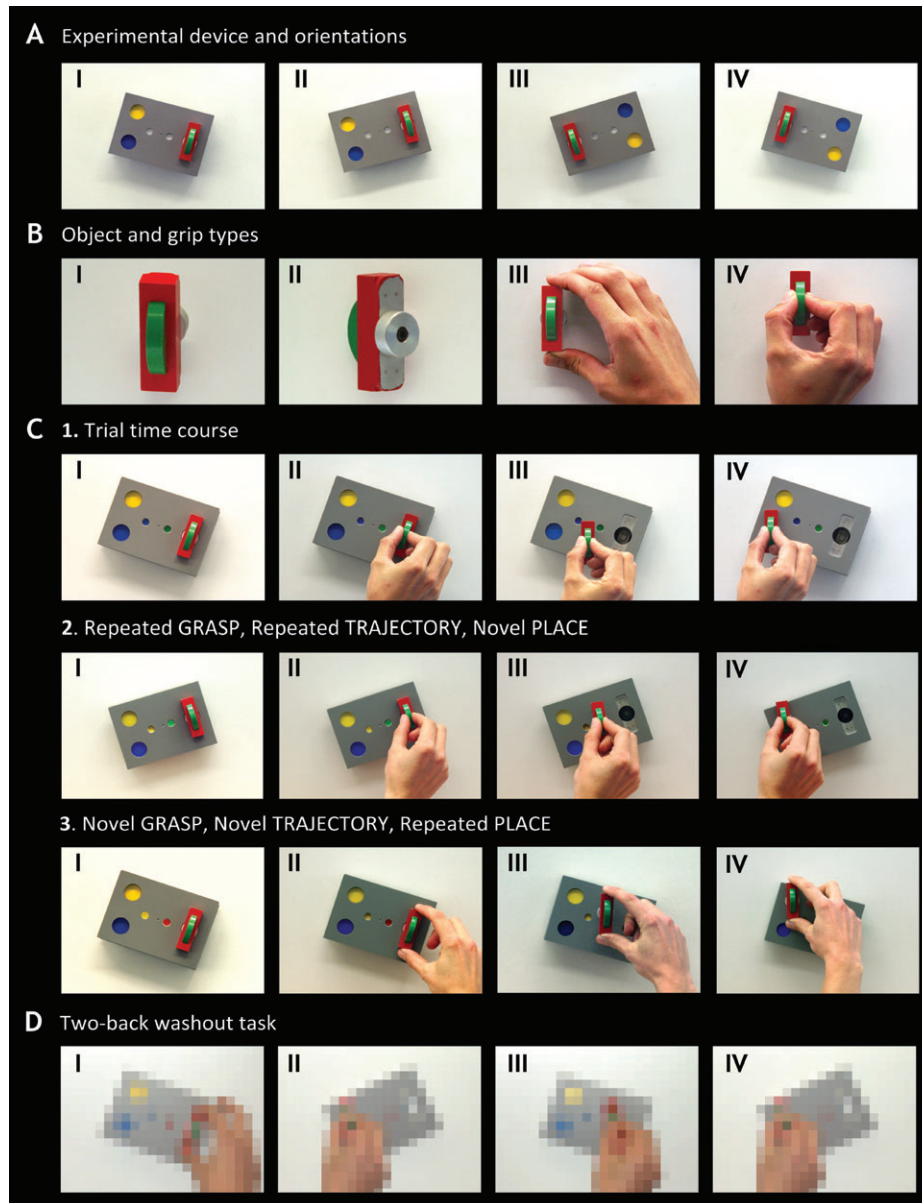 A Experimental device and orientations
I II III IV
B Object and grip types
I II III IV
C 1. Trial time course
I II III IV
2. Repeated GRASP, Repeated TRAJECTORY, Novel PLACE
I II III IV
3. Novel GRASP, Novel TRAJECTORY, Repeated PLACE
I II III IV
D Two-back washout task
I II III IV